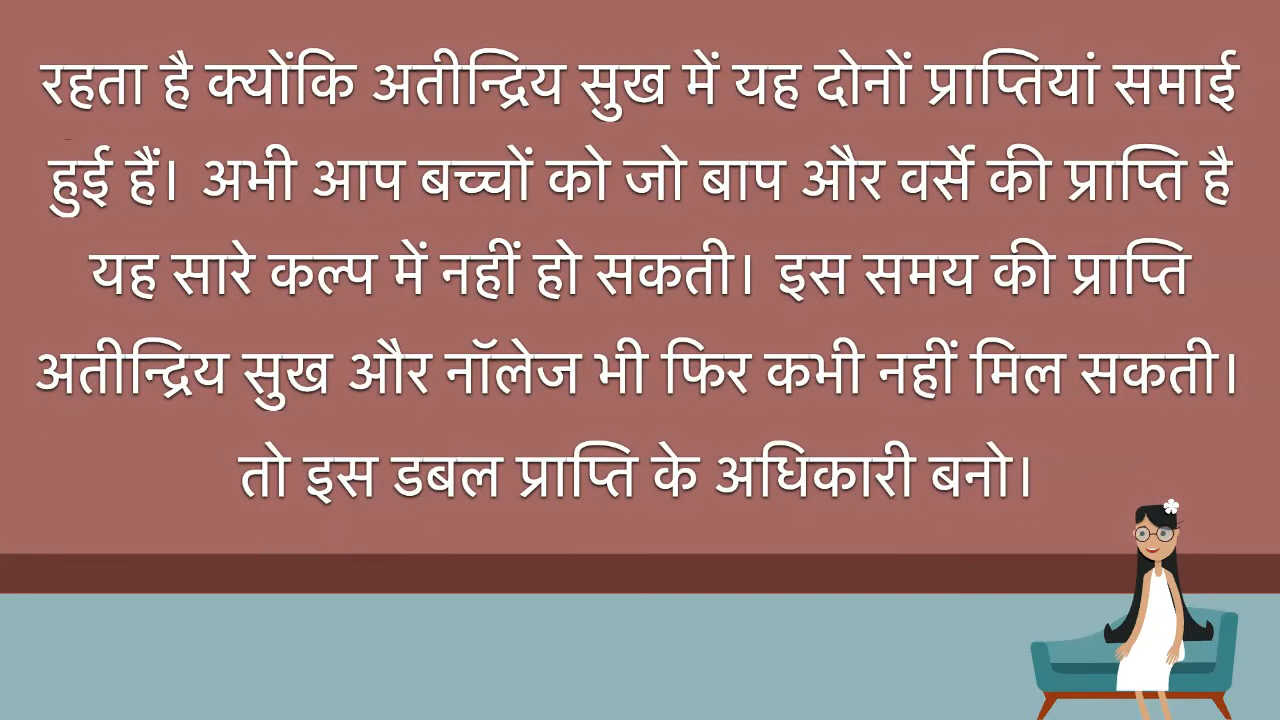 रहता है क्योंकि अतीन्द्रिय सुख में यह दोनों प्राप्तियां समाई
हुई हैं। अभी आप बच्चों को जो बाप और वर्से की प्राप्ति है
यह सारे कल्प में नहीं हो सकती। इस समय की प्राप्ति
अतीन्द्रिय सुख और नॉलेज भी फिर कभी नहीं मिल सकती।
तो इस डबल प्राप्ति के अधिकारी बनो।